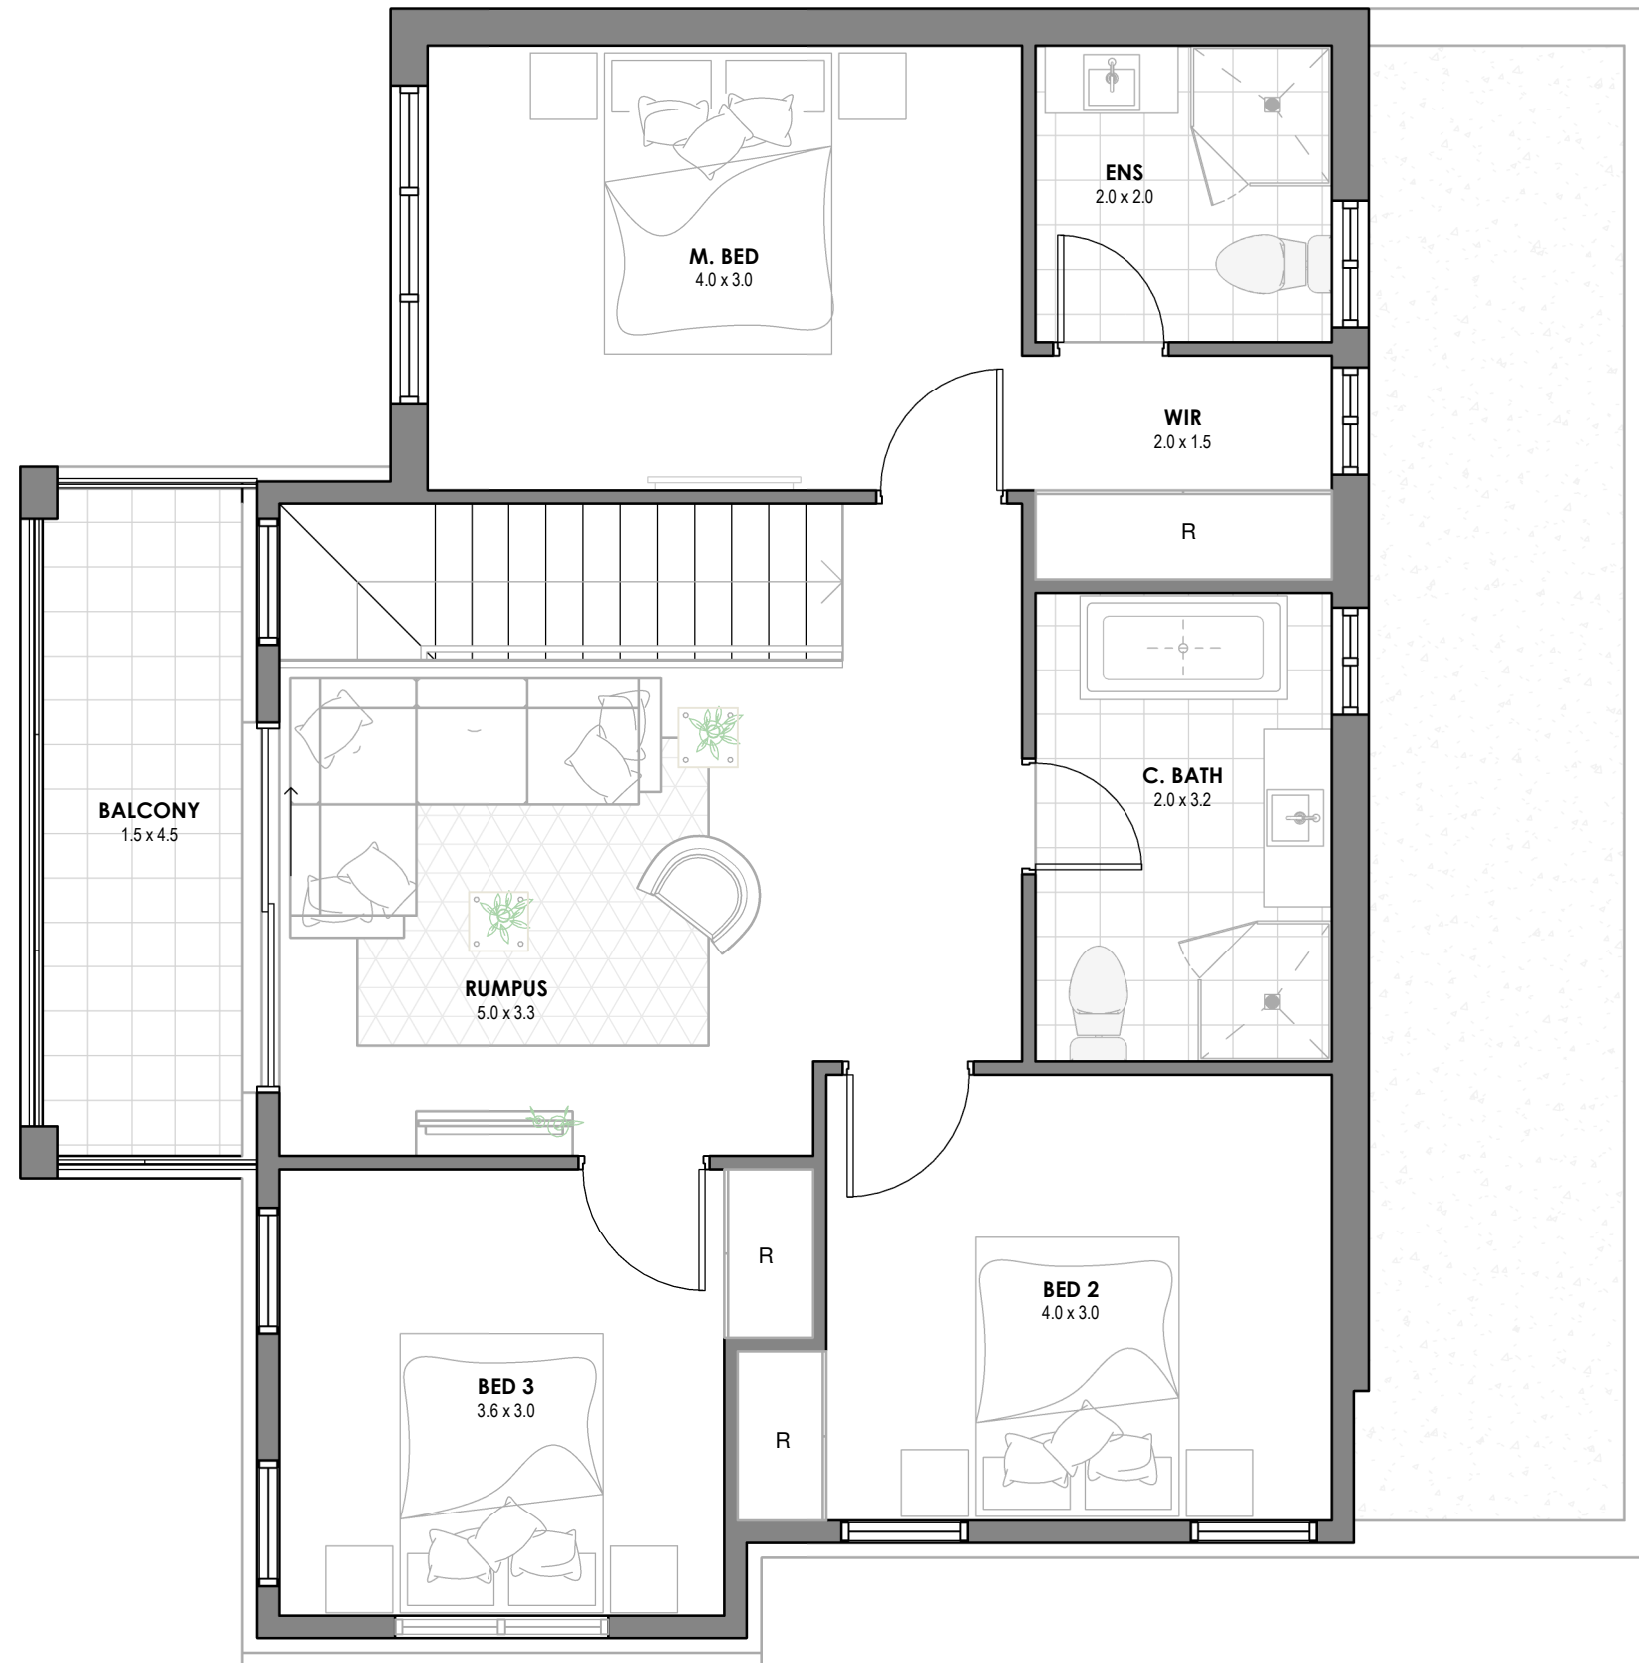 ENS
2.0 x 2.0
M. BED
4.0 x 3.0
WIR
2.0 x 1.5
R
C. BATH
2.0 x 3.2
BALCONY
1.5 x 4.5
RUMPUS
5.0 x 3.3
R
BED 2
4.0 x 3.0
BED 3
3.6 x 3.0
R